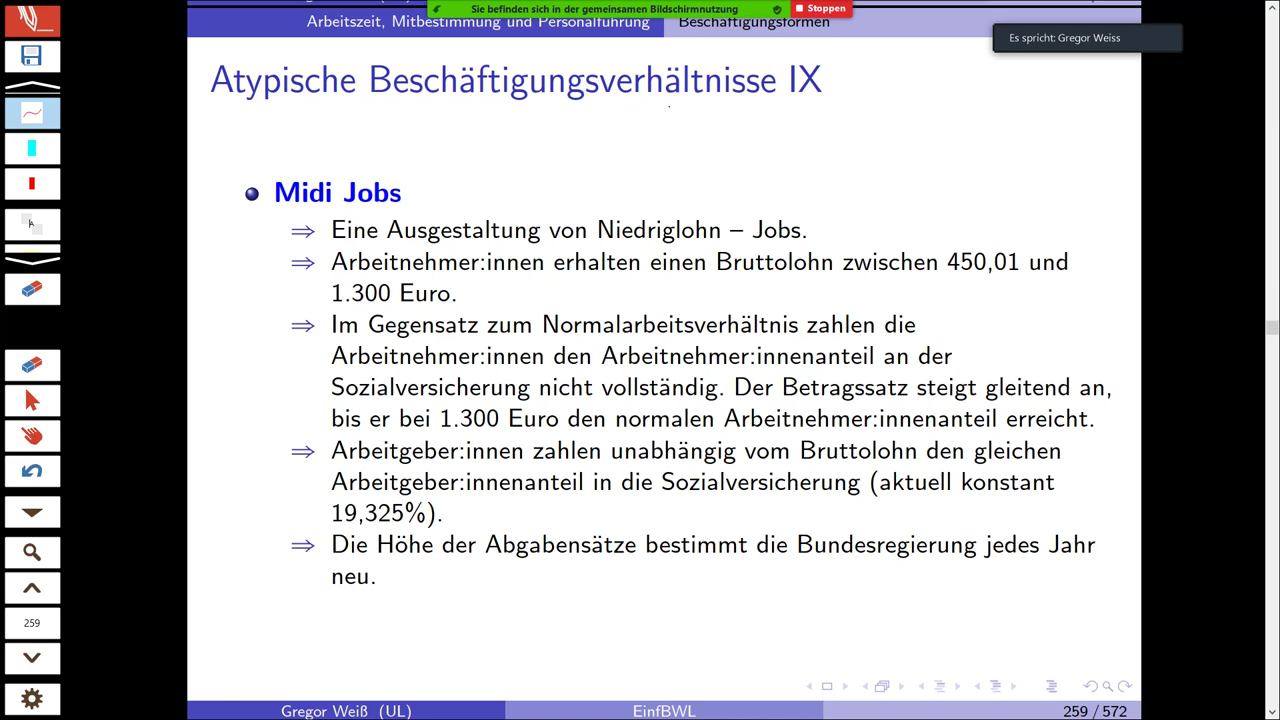 Sie befinden sich in der gemeinsamen Bildschirmnutzung
Stoppen
Arbeitszeit, Mitbestimmung und Personalführung
Beschäftigungsformen
Es spricht: Gregor Weiss
Atypische Beschäftigungsverhältnisse IX
Midi Jobs
⇒ Eine Ausgestaltung von Niedriglohn – Jobs.
⇒ Arbeitnehmer:innen erhalten einen Bruttolohn zwischen 450,01 und
1.300 Euro.
⇒ Im Gegensatz zum Normalarbeitsverhältnis zahlen die
Arbeitnehmer:innen den Arbeitnehmer:innenanteil an der
Sozialversicherung nicht vollständig. Der Betragssatz steigt gleitend an,
bis er bei 1.300 Euro den normalen Arbeitnehmer:innenanteil erreicht.
⇒ Arbeitgeber:innen zahlen unabhängig vom Bruttolohn den gleichen
Arbeitgeber:innenanteil in die Sozialversicherung (aktuell konstant
19,325%).
⇒ Die Höhe der Abgabensätze bestimmt die Bundesregierung jedes Jahr
neu.
259
Gregor Weiß (UL)
EinfBWL
259 / 572